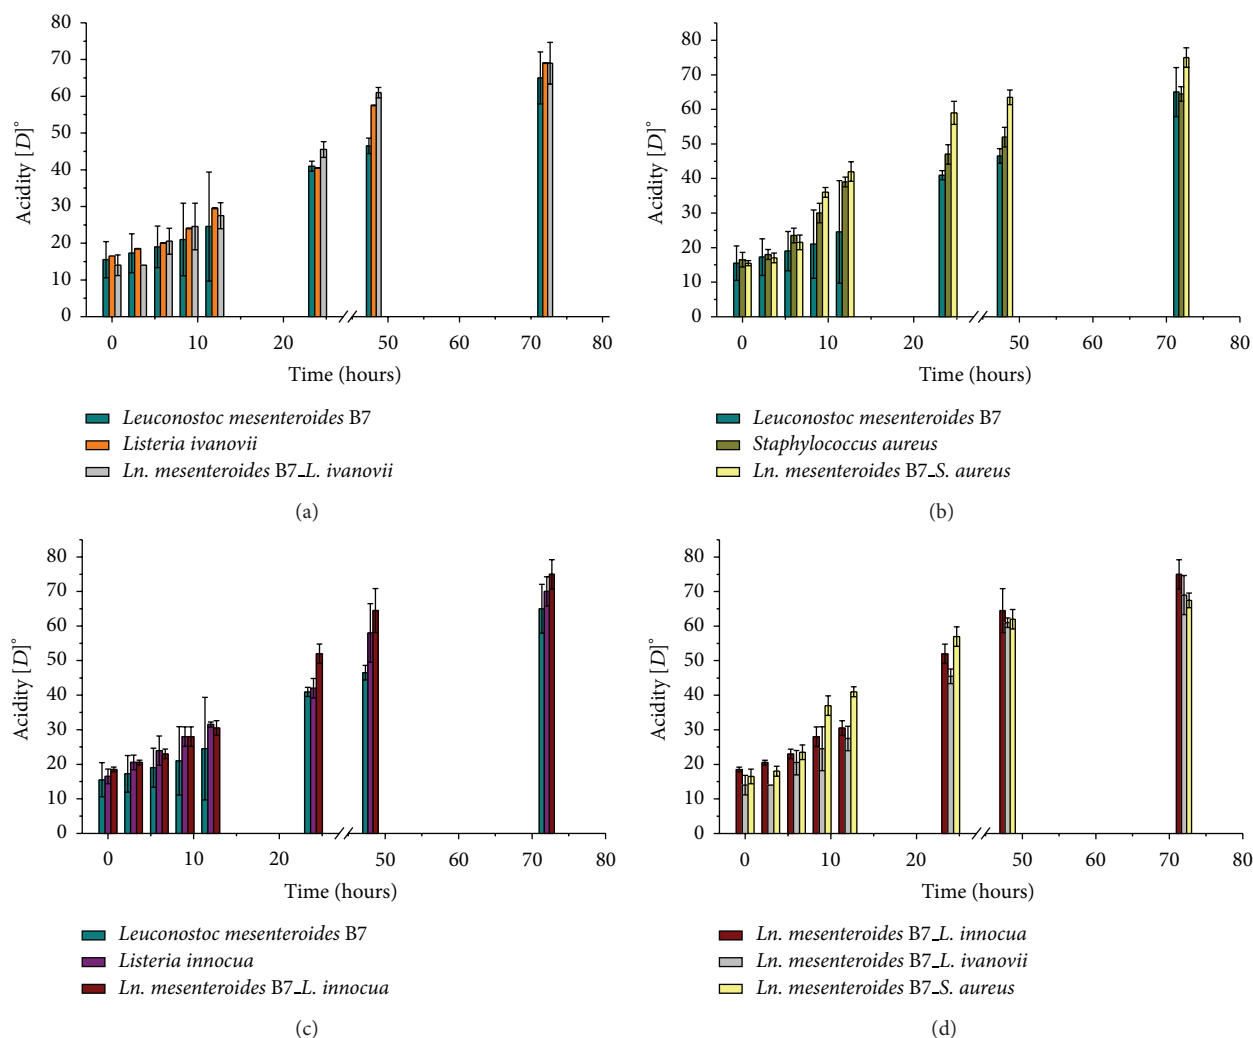 80
70
60
50
40
30
20
10
0
Acidity [D]°
0 10 20 50 60 70 80
Time (hours)
Leuconostoc mesenteroides B7
Listeria ivanovii
Ln. mesenteroides B7_L. ivanovii
(a)
80
70
60
50
40
30
20
10
0
Acidity [D]°
0 10 20 50 60 70 80
Time (hours)
Leuconostoc mesenteroides B7
Staphylococcus aureus
Ln. mesenteroides B7_S. aureus
(b)
80
70
60
50
40
30
20
10
0
Acidity [D]°
0 10 20 50 60 70 80
Time (hours)
Leuconostoc mesenteroides B7
Listeria innocua
Ln. mesenteroides B7_L. innocua
(c)
80
70
60
50
40
30
20
10
0
Acidity [D]°
0 10 20 50 60 70 80
Time (hours)
Ln. mesenteroides B7_L. innocua
Ln. mesenteroides B7_L. ivanovii
Ln. mesenteroides B7_S. aureus
(d)